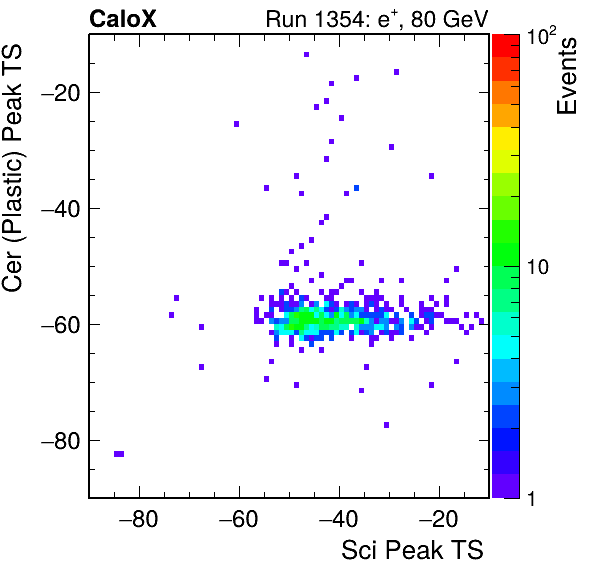 CaloX Run 1354: e⁺, 80 GeV
Cer (Plastic) Peak TS
−20
−40
−60
−80
−80 −60 −40 −20
Sci Peak TS
10²
10
1
Events